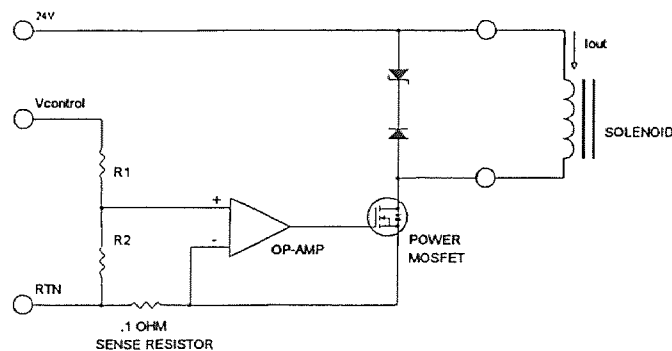 24V
Iout
Vcontrol
SOLENOID
R1
+
R2
-
OP-AMP
POWER
MOSFET
RTN
.1 OHM
SENSE RESISTOR